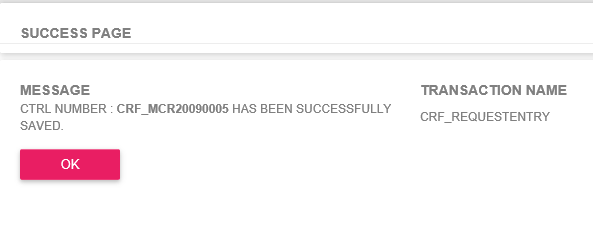 SUCCESS PAGE
MESSAGE
CTRL NUMBER : CRF_MCR20090005 HAS BEEN SUCCESSFULLY
SAVED.
TRANSACTION NAME
CRF_REQUESTENTRY
OK